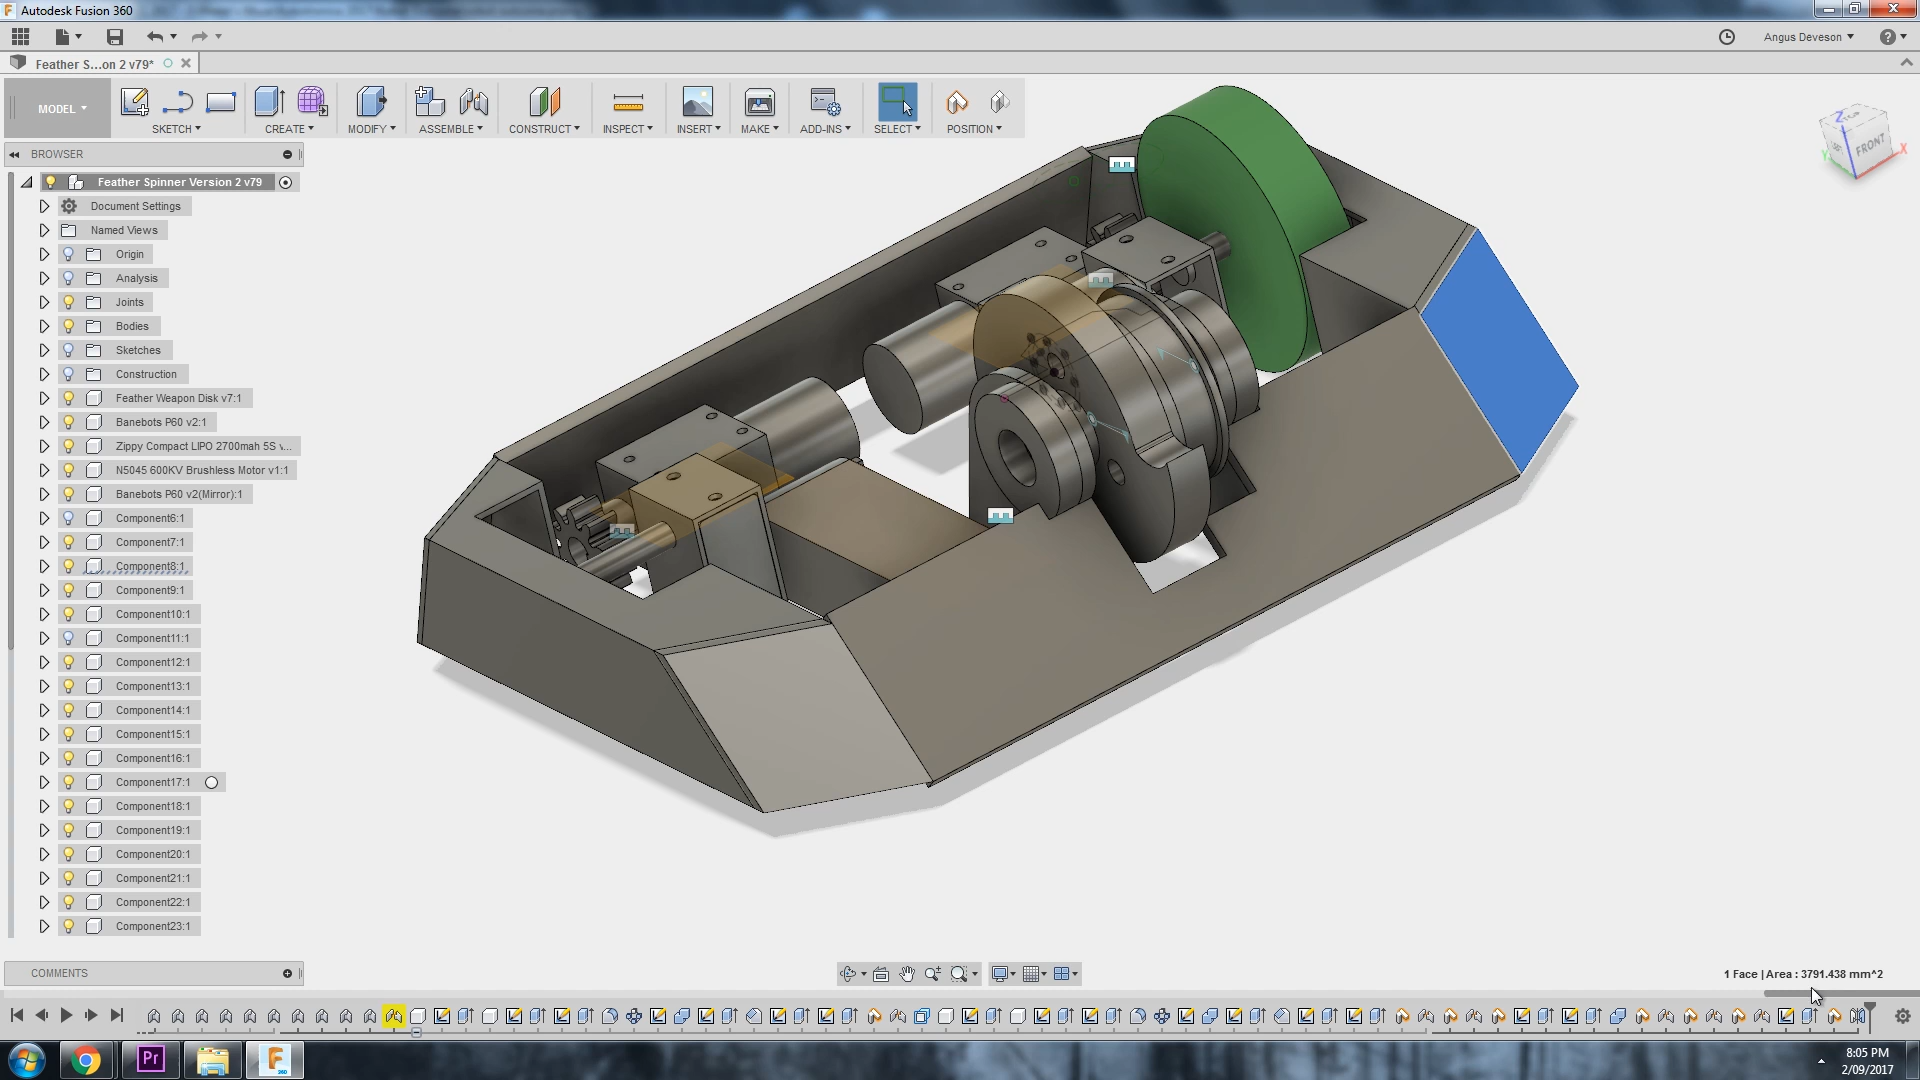 Autodesk Fusion 360
Angus Deveson
Feather S...on 2 v79*
MODEL
SKETCH
CREATE
MODIFY
ASSEMBLE
CONSTRUCT
INSPECT
INSERT
MAKE
ADD-INS
SELECT
POSITION
FRONT
Z
X
Y
BROWSER
Feather Spinner Version 2 v79
Document Settings
Named Views
Origin
Analysis
Joints
Bodies
Sketches
Construction
Feather Weapon Disk v7:1
Banebots P60 v2:1
Zippy Compact LIPO 2700mah 5S v...
N5045 600KV Brushless Motor v1:1
Banebots P60 v2(Mirror):1
Component6:1
Component7:1
Component8:1
Component9:1
Component10:1
Component11:1
Component12:1
Component13:1
Component14:1
Component15:1
Component16:1
Component17:1
Component18:1
Component19:1
Component20:1
Component21:1
Component22:1
Component23:1
COMMENTS
1 Face | Area : 3791.438 mm^2
Pr
F
360
8:05 PM
2/09/2017